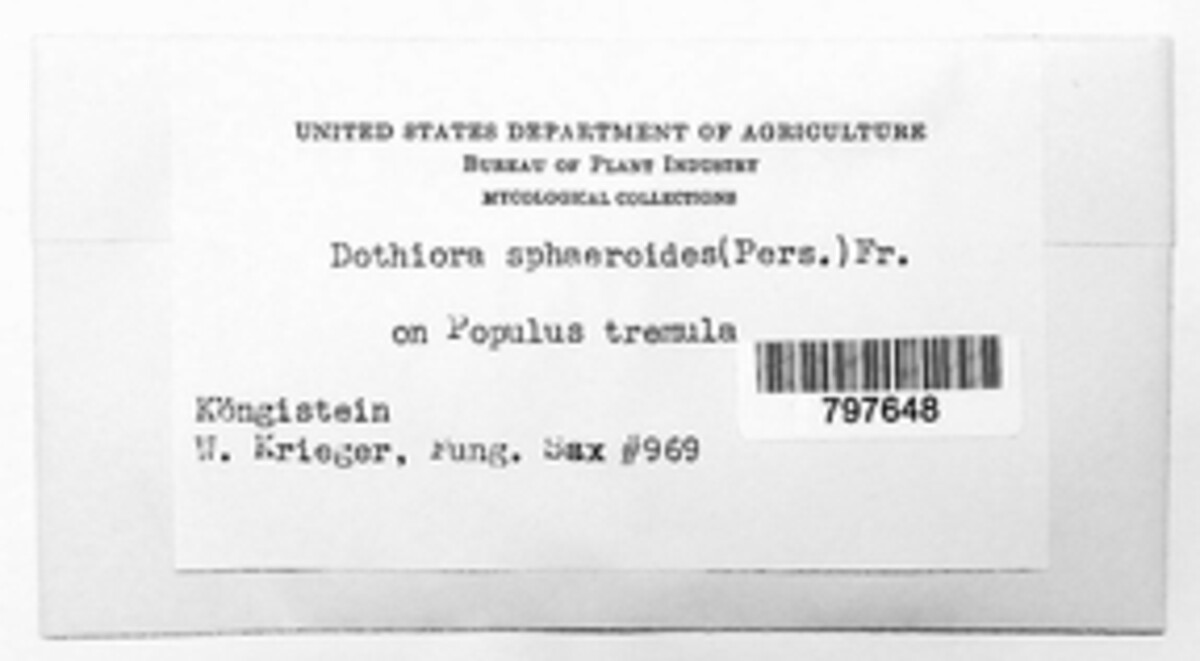 UNITED STATES DEPARTMENT OF AGRICULTURE
BUREAU OF PLANT INDUSTRY
MYCOLOGICAL COLLECTIONS
Dothiora sphaeroides(Pers.)Fr.
on Populus tremula
797648
Köngistein
W. Krieger, Fung. Sax #969